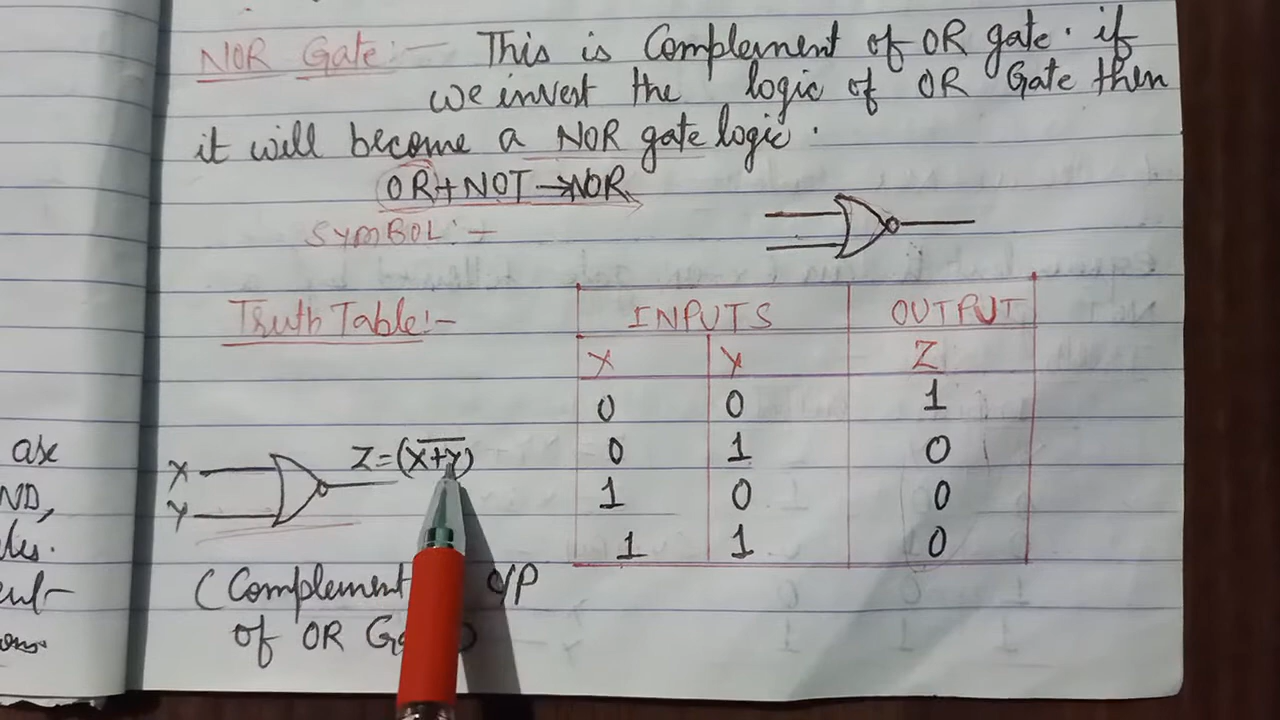 NOR Gate:- This is Complement of OR gate. if
we invert the logic of OR Gate then
it will become a NOR gate logic.
OR+NOT→NOR
SYMBOL:-
Truth Table:-
INPUTS OUTPUT
X Y Z
0 0 1
0 1 0
1 0 0
1 1 0
X
Y
Z=(\overline{X+Y})
(Complement O/P
of OR
ND,